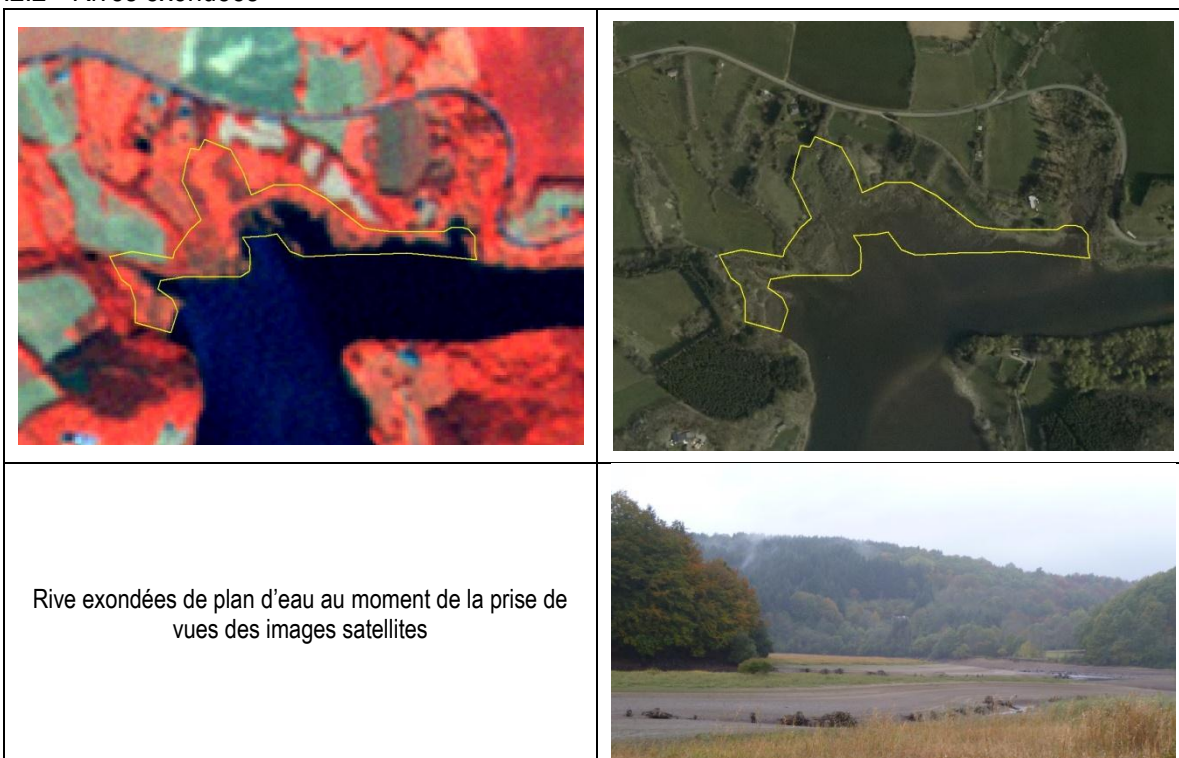 Rive exondées de plan d'eau au moment de la prise de
vues des images satellites